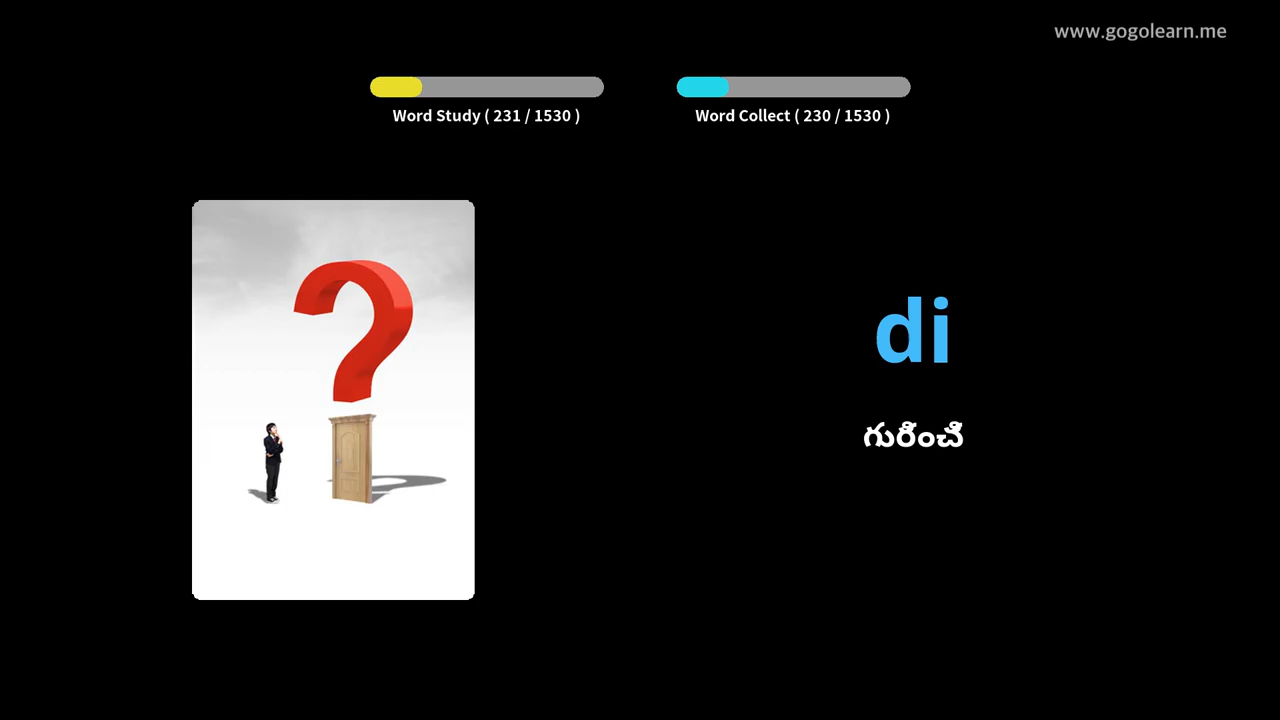 www.gogolearn.me
Word Study ( 231 / 1530 )
Word Collect ( 230 / 1530 )
di
గురించి